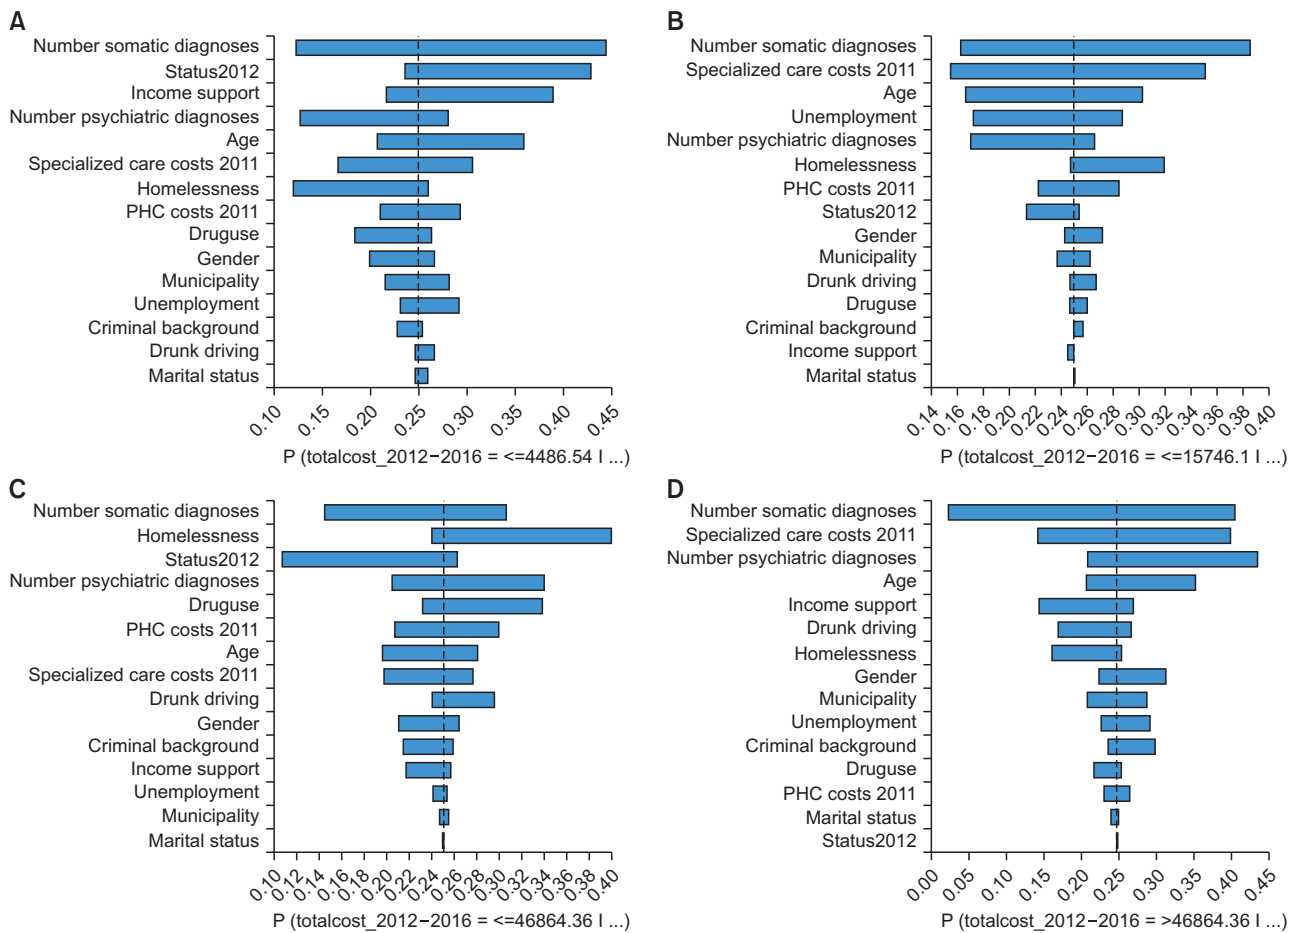 A
Number somatic diagnoses
Status2012
Income support
Number psychiatric diagnoses
Age
Specialized care costs 2011
Homelessness
PHC costs 2011
Druguse
Gender
Municipality
Unemployment
Criminal background
Drunk driving
Marital status
0.10 0.15 0.20 0.25 0.30 0.35 0.40 0.45
P (totalcost_2012−2016 = <=4486.54 I ...)
B
Number somatic diagnoses
Specialized care costs 2011
Age
Unemployment
Number psychiatric diagnoses
Homelessness
PHC costs 2011
Status2012
Gender
Municipality
Drunk driving
Druguse
Criminal background
Income support
Marital status
0.14 0.16 0.18 0.20 0.22 0.24 0.26 0.28 0.30 0.32 0.34 0.36 0.38 0.40
P (totalcost_2012−2016 = <=15746.1 I ...)
C
Number somatic diagnoses
Homelessness
Status2012
Number psychiatric diagnoses
Druguse
PHC costs 2011
Age
Specialized care costs 2011
Drunk driving
Gender
Criminal background
Income support
Unemployment
Municipality
Marital status
0.10 0.12 0.14 0.16 0.18 0.20 0.22 0.24 0.26 0.28 0.30 0.32 0.34 0.36 0.38 0.40
P (totalcost_2012−2016 = <=46864.36 I ...)
D
Number somatic diagnoses
Specialized care costs 2011
Number psychiatric diagnoses
Age
Income support
Drunk driving
Homelessness
Gender
Municipality
Unemployment
Criminal background
Druguse
PHC costs 2011
Marital status
Status2012
0.00 0.05 0.10 0.15 0.20 0.25 0.30 0.35 0.40 0.45
P (totalcost_2012−2016 = >46864.36 I ...)